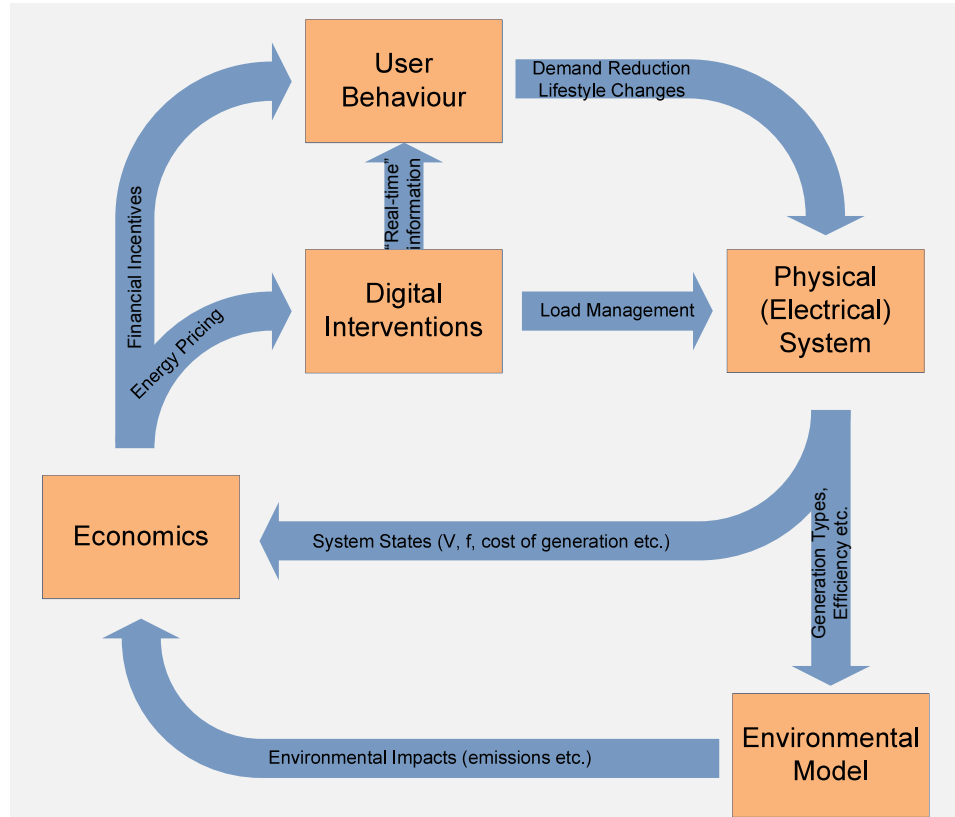 User
Behaviour
Demand Reduction
Lifestyle Changes
Financial Incentives
"Real-time"
information
Energy Pricing
Digital
Interventions
Load Management
Physical
(Electrical)
System
Economics
System States (V, f, cost of generation etc.)
Generation Types,
Efficiency etc.
Environmental Impacts (emissions etc.)
Environmental
Model